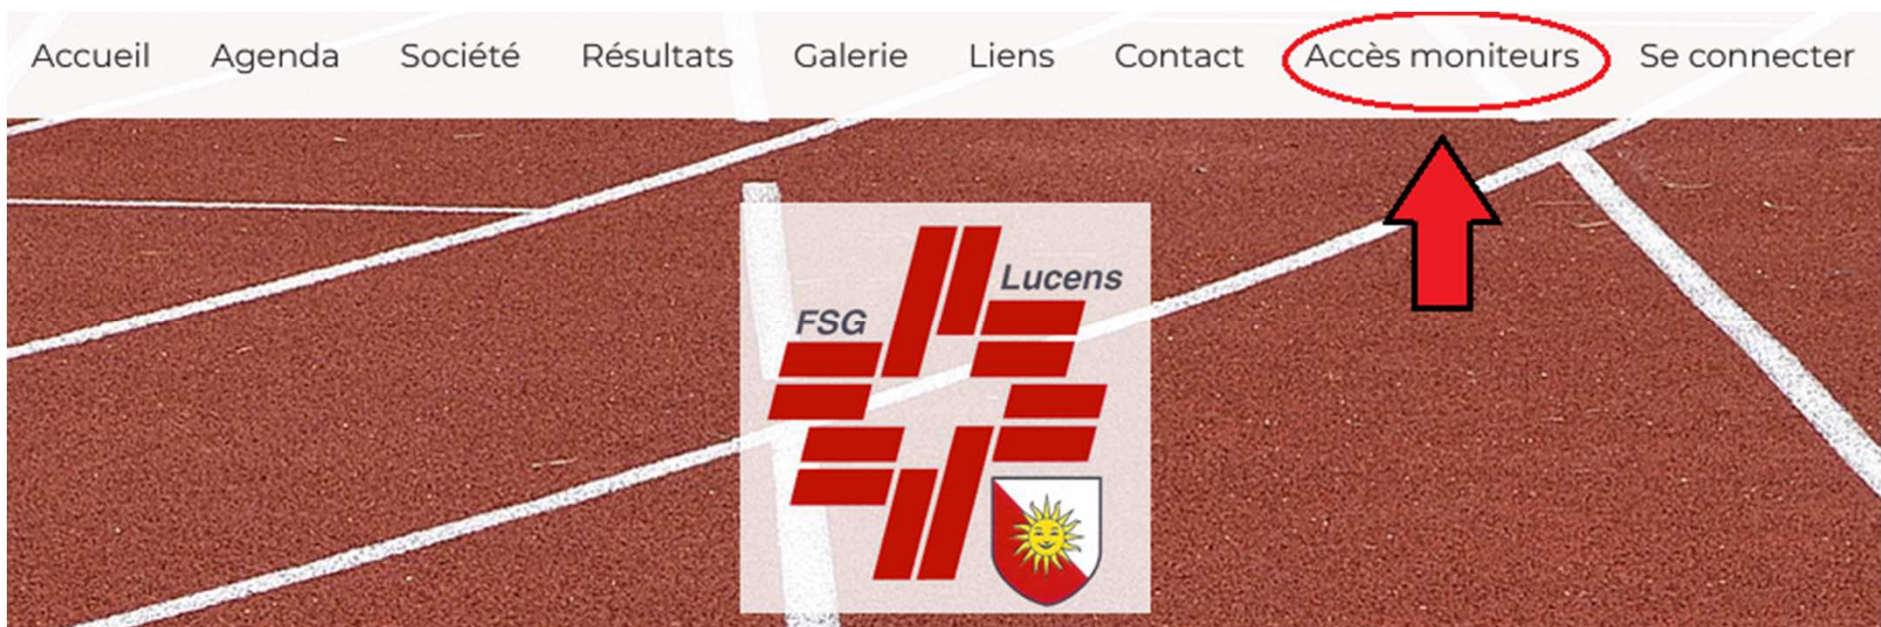 Accueil Agenda Société Résultats Galerie Liens Contact Accès moniteurs Se connecter
Lucens
FSG